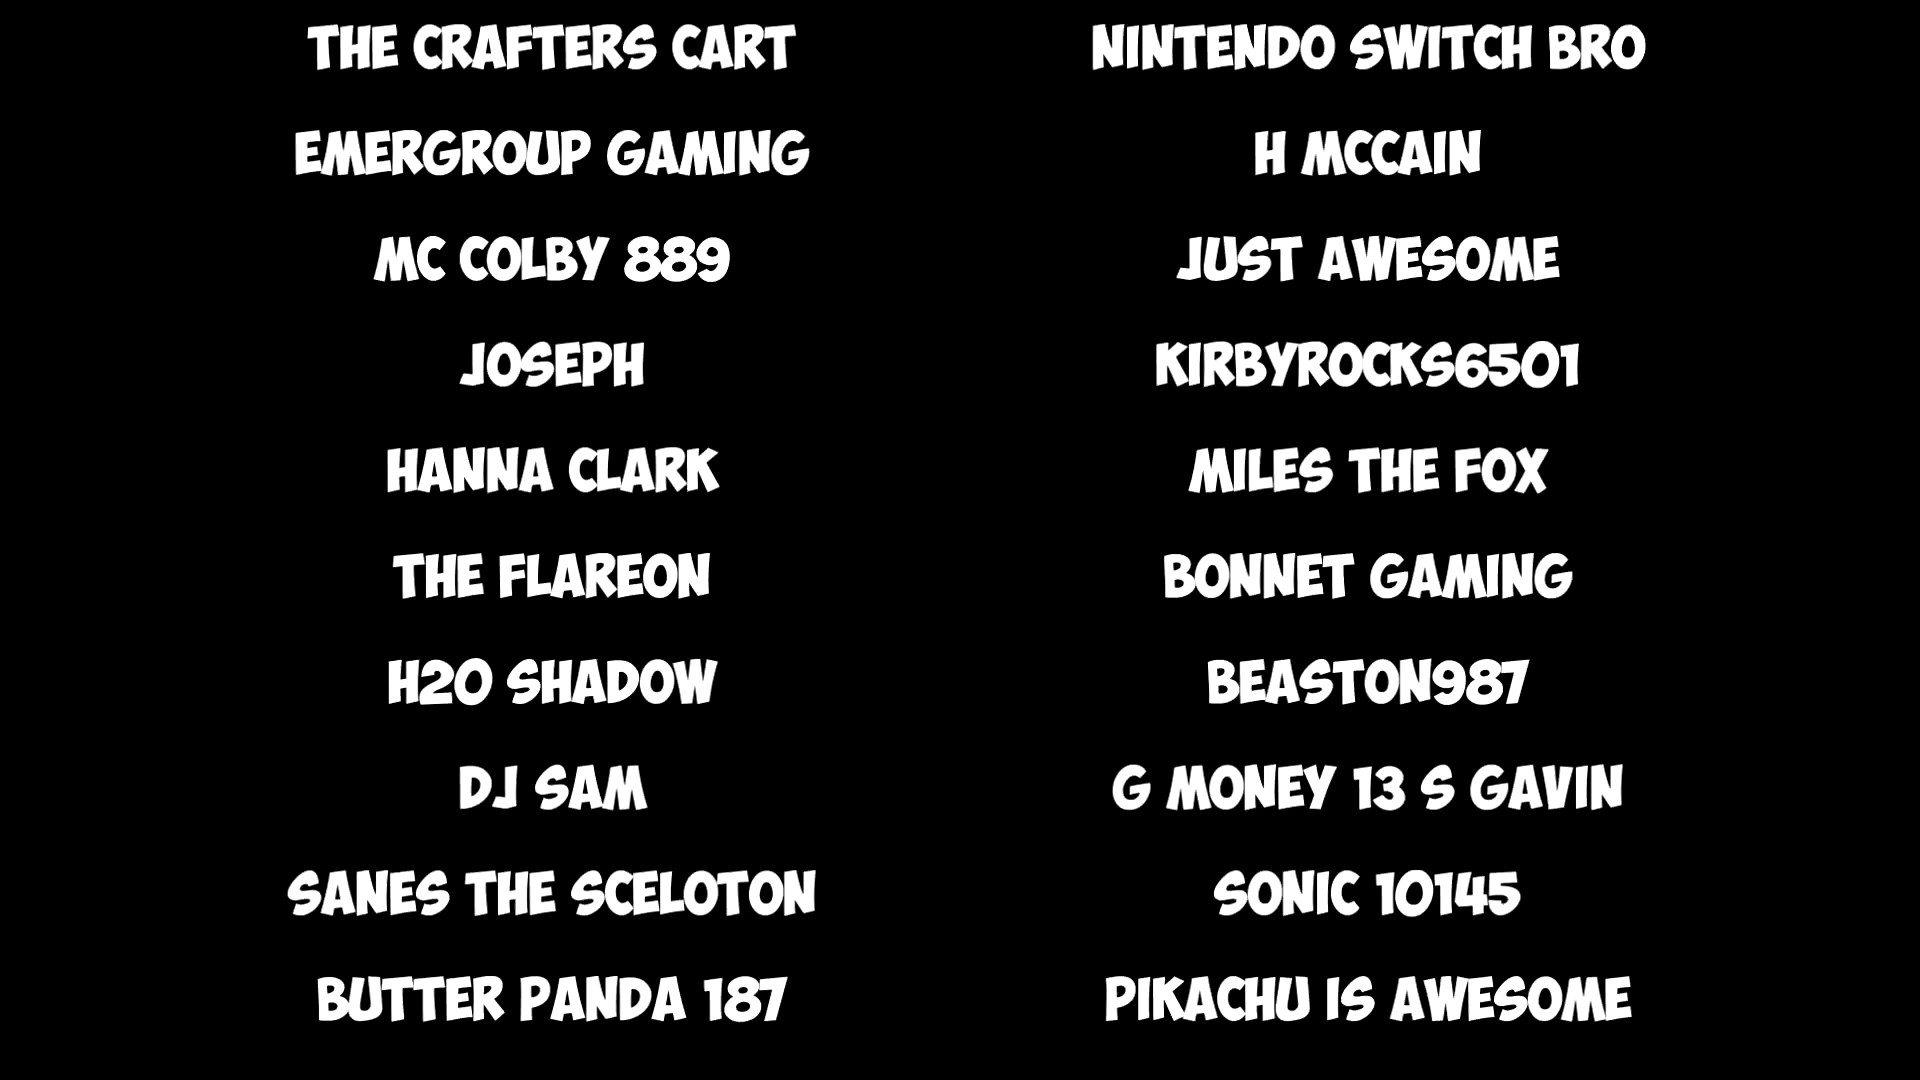 THE CRAFTERS CART
EMERGROUP GAMING
MC COLBY 889
JOSEPH
HANNA CLARK
THE FLAREON
H2O SHADOW
DJ SAM
SANES THE SCELOTON
BUTTER PANDA 187
NINTENDO SWITCH BRO
H MCCAIN
JUST AWESOME
KIRBYROCKS6501
MILES THE FOX
BONNET GAMING
BEASTON987
G MONEY 13 S GAVIN
SONIC 10145
PIKACHU IS AWESOME